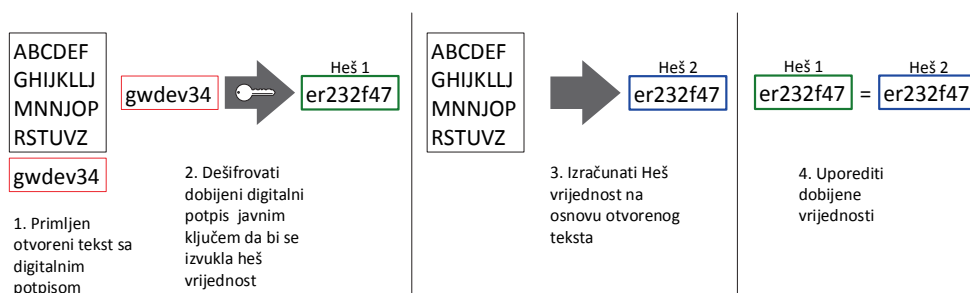 ABCDEF
GHIJKLLJ
MNNJOP
RSTUVZ
gwdev34
1. Primljen
otvoreni tekst sa
digitalnim
potpisom
gwdev34
Heš 1
er232f47
2. Dešifrovati
dobijeni digitalni
potpis javnim
ključem da bi se
izvukla heš
vrijednost
ABCDEF
GHIJKLLJ
MNNJOP
RSTUVZ
Heš 2
er232f47
3. Izračunati Heš
vrijednost na
osnovu otvorenog
teksta
Heš 1
er232f47
=
Heš 2
er232f47
4. Uporediti
dobijene
vrijednosti